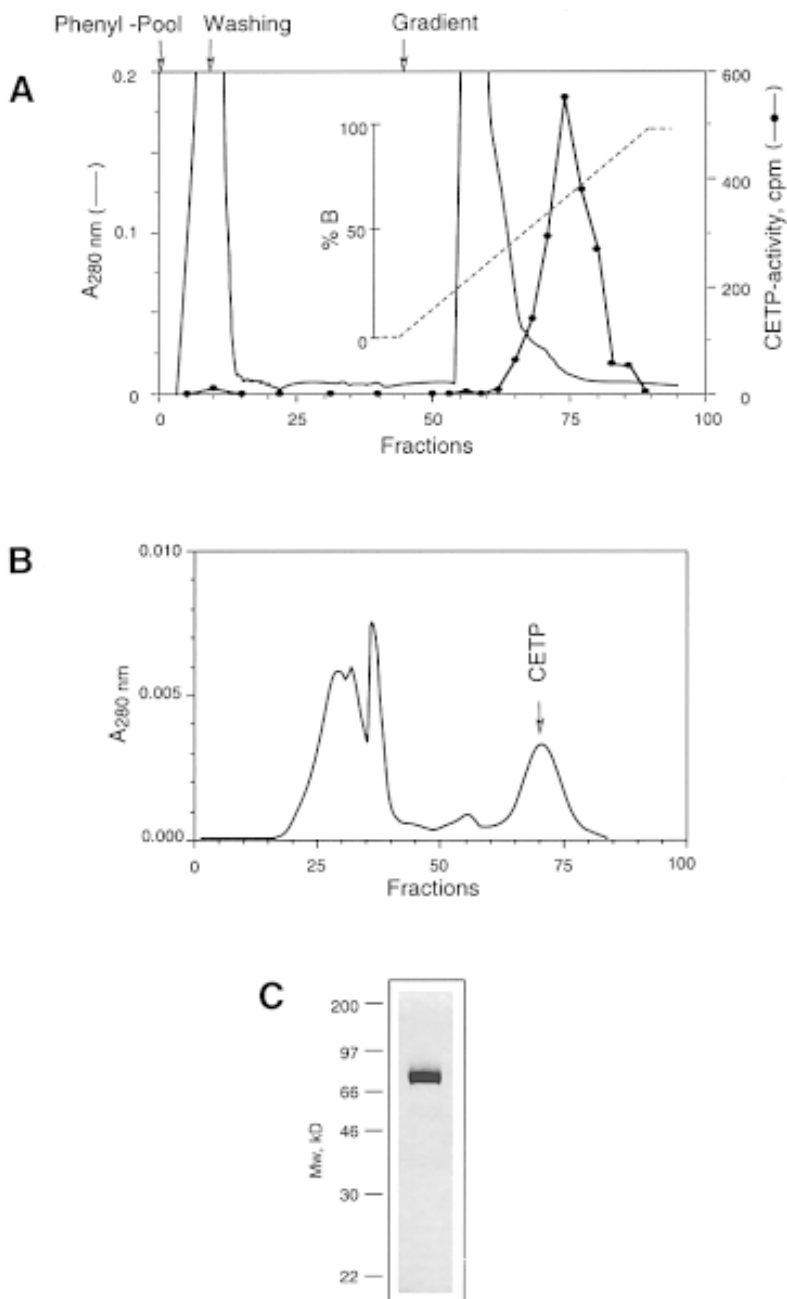 Phenyl -Pool Washing Gradient
A
0.2
0.1
0
A280 nm (—)
100
50
0
% B
600
400
200
0
CETP-activity, cpm (—●—)
0 25 50 75 100
Fractions
B
0.010
0.005
0.000
A280 nm
CETP
0 25 50 75 100
Fractions
C
200
97
66
46
30
22
Mw, kD